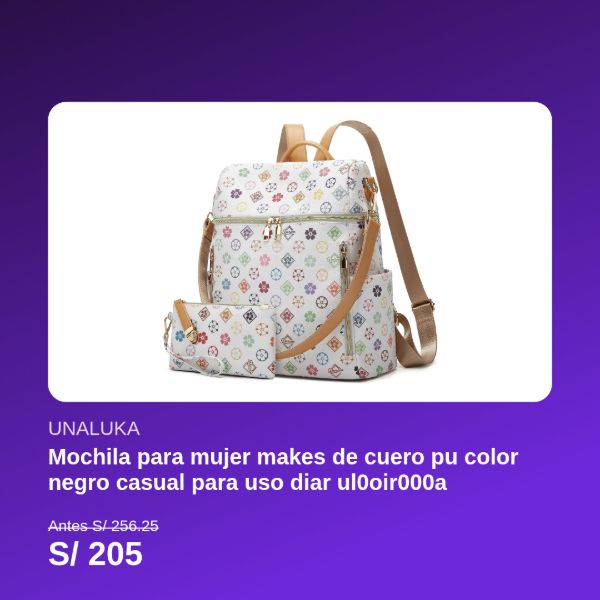 UNALUKA
Mochila para mujer makes de cuero pu color
negro casual para uso diar ul0oir000a
Antes S/ 256.25
S/ 205